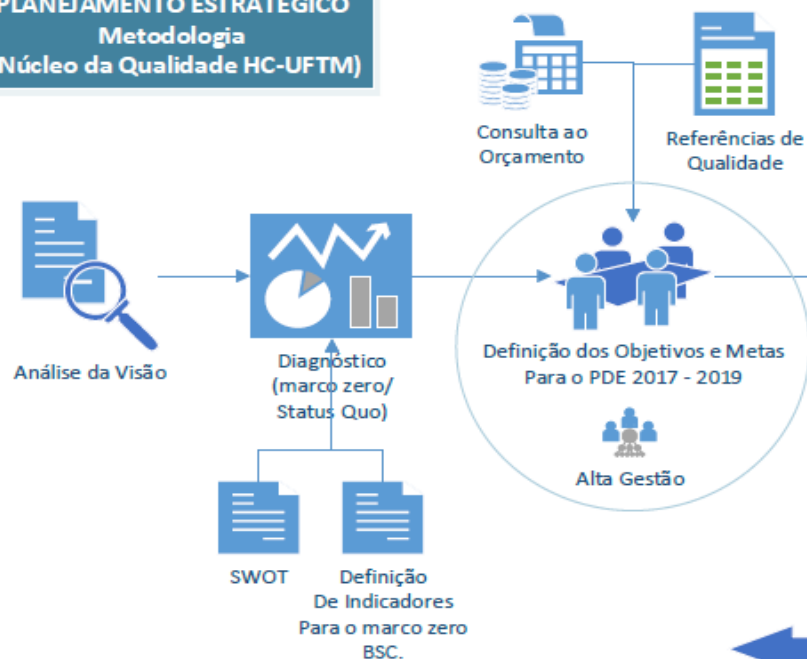 PLANEJAMENTO ESTRATÉGICO
Metodologia
Núcleo da Qualidade HC-UFTM)
Consulta ao
Orçamento
Referências de
Qualidade
Análise da Visão
Diagnóstico
(marco zero/
Status Quo)
Definição dos Objetivos e Metas
Para o PDE 2017 - 2019
Alta Gestão
SWOT
Definição
De Indicadores
Para o marco zero
BSC.